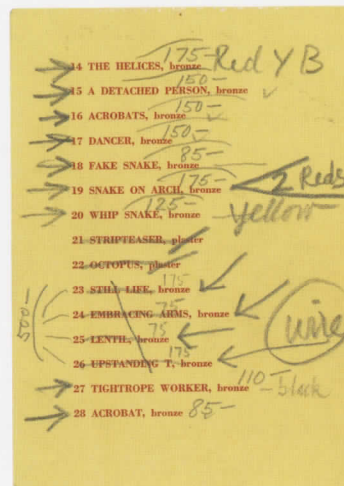 175-
14 THE HELICES, bronze Red Y B
150-
15 A DETACHED PERSON, bronze
150-
16 ACROBATS, bronze
150-
17 DANCER, bronze
85-
18 FAKE SNAKE, bronze
175-
19 SNAKE ON ARCH, bronze 2 Reds
125-
20 WHIP SNAKE, bronze yellow
21 STRIPTEASER, plaster
22 OCTOPUS, plaster
175
23 STILL LIFE, bronze
75
24 EMBRACING ARMS, bronze
500-
75
25 LENTIL, bronze
wire
175
26 UPSTANDING T, bronze
110-
27 TIGHTROPE WORKER, bronze black
28 ACROBAT, bronze 85-